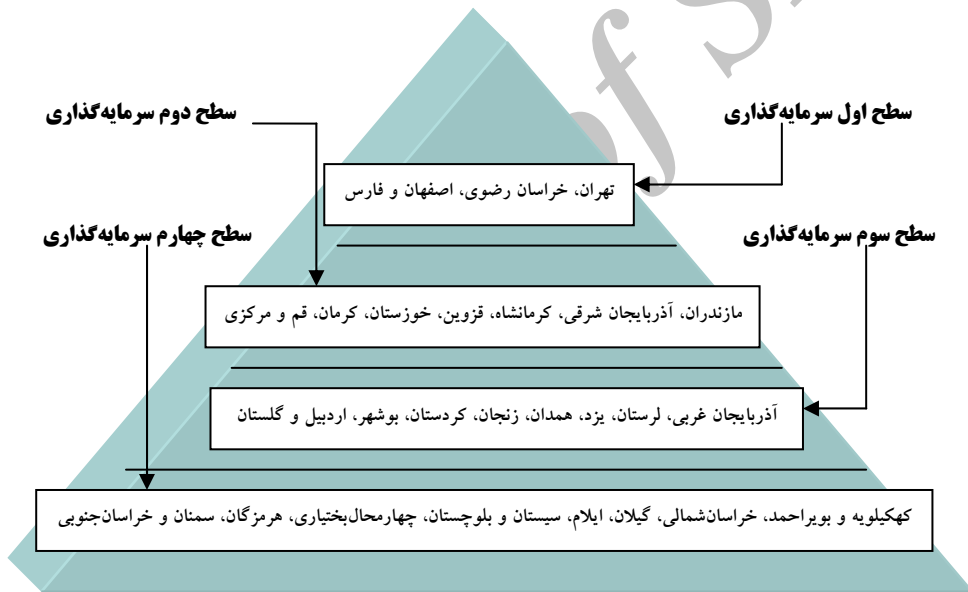 سطح اول سرمایه‌گذاری
سطح دوم سرمایه‌گذاری
تهران، خراسان رضوی، اصفهان و فارس
سطح سوم سرمایه‌گذاری
سطح چهارم سرمایه‌گذاری
مازندران، آذربایجان شرقی، کرمانشاه، قزوین، خوزستان، کرمان، قم و مرکزی
آذربایجان غربی، لرستان، یزد، همدان، زنجان، کردستان، بوشهر، اردبیل و گلستان
کهکیلویه و بویراحمد، خراسان‌شمالی، گیلان، ایلام، سیستان و بلوچستان، چهارمحال‌بختیاری، هرمزگان، سمنان و خراسان‌جنوبی
of S